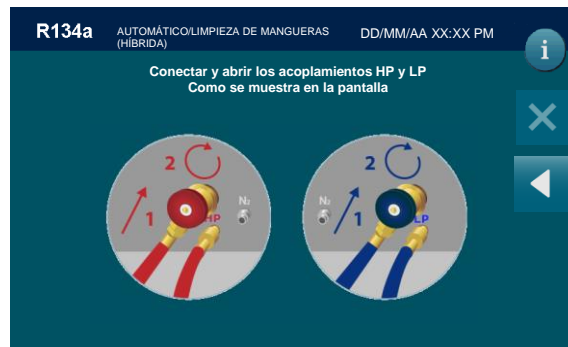 R134a
AUTOMÁTICO/LIMPIEZA DE MANGUERAS
(HÍBRIDA)
DD/MM/AA XX:XX PM
i
Conectar y abrir los acoplamientos HP y LP
Como se muestra en la pantalla
2
N₂
1
HP
2
N₂
1
LP